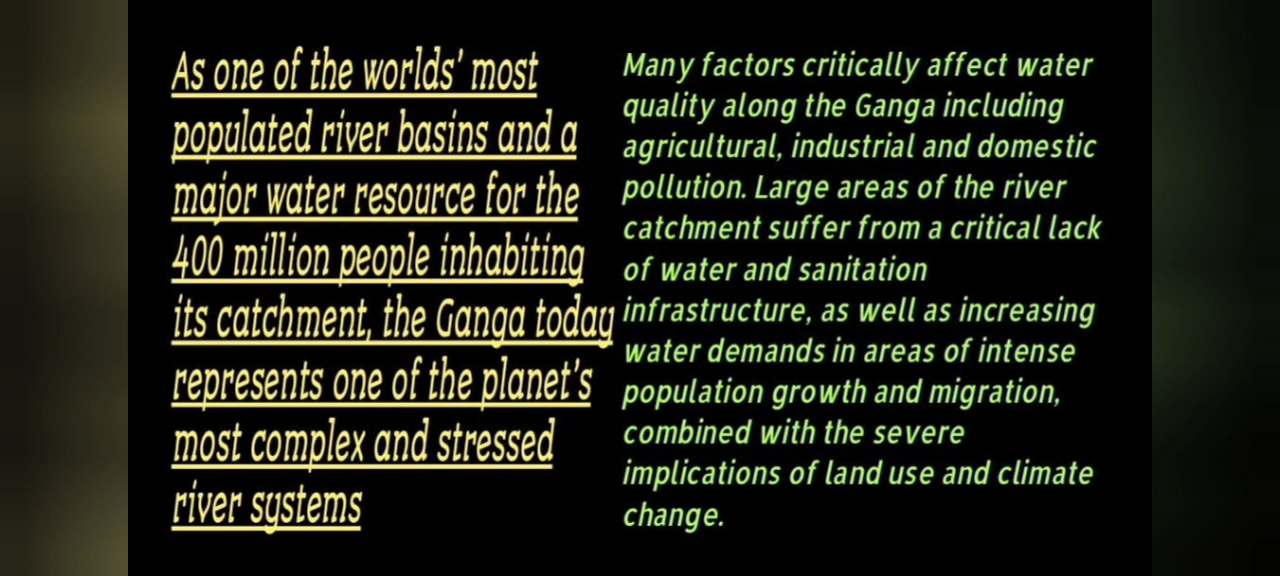 As one of the worlds' most
populated river basins and a
major water resource for the
400 million people inhabiting
its catchment, the Ganga today
represents one of the planet's
most complex and stressed
river systems
Many factors critically affect water
quality along the Ganga including
agricultural, industrial and domestic
pollution. Large areas of the river
catchment suffer from a critical lack
of water and sanitation
infrastructure, as well as increasing
water demands in areas of intense
population growth and migration,
combined with the severe
implications of land use and climate
change.